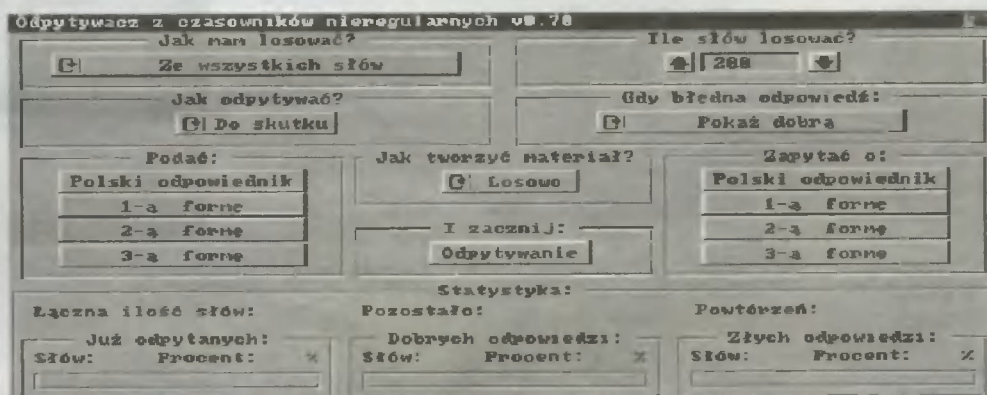 Odpytywacz z czasowników nieregularnych v0.70
Jak mam losować?
Ile słów losować?
Ze wszystkich słów
200
Jak odpytywać?
Gdy błedna odpowiedź:
Do skutku
Pokaż dobrą
Podać:
Jak tworzyć materiał?
Zapytać o:
Polski odpowiednik
Losowo
Polski odpowiednik
1-ą formę
1-ą formę
2-ą formę
I zacznij:
2-ą formę
3-ą formę
Odpytywanie
3-ą formę
Statystyka:
Łączna ilość słów:
Pozostało:
Powtórzeń:
Już odpytanych:
Dobrych odpowiedzi:
Złych odpowiedzi:
Słów: Procent: %
Słów: Procent: %
Słów: Procent: %